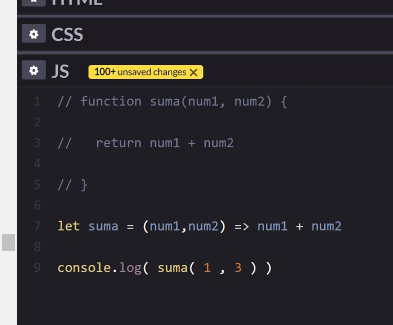 HTML
CSS
JS 100+ unsaved changes X
1 // function suma(num1, num2) {
2
3 //   return num1 + num2
4
5 // }
6
7 let suma = (num1,num2) => num1 + num2
8
9 console.log( suma( 1 , 3 ) )